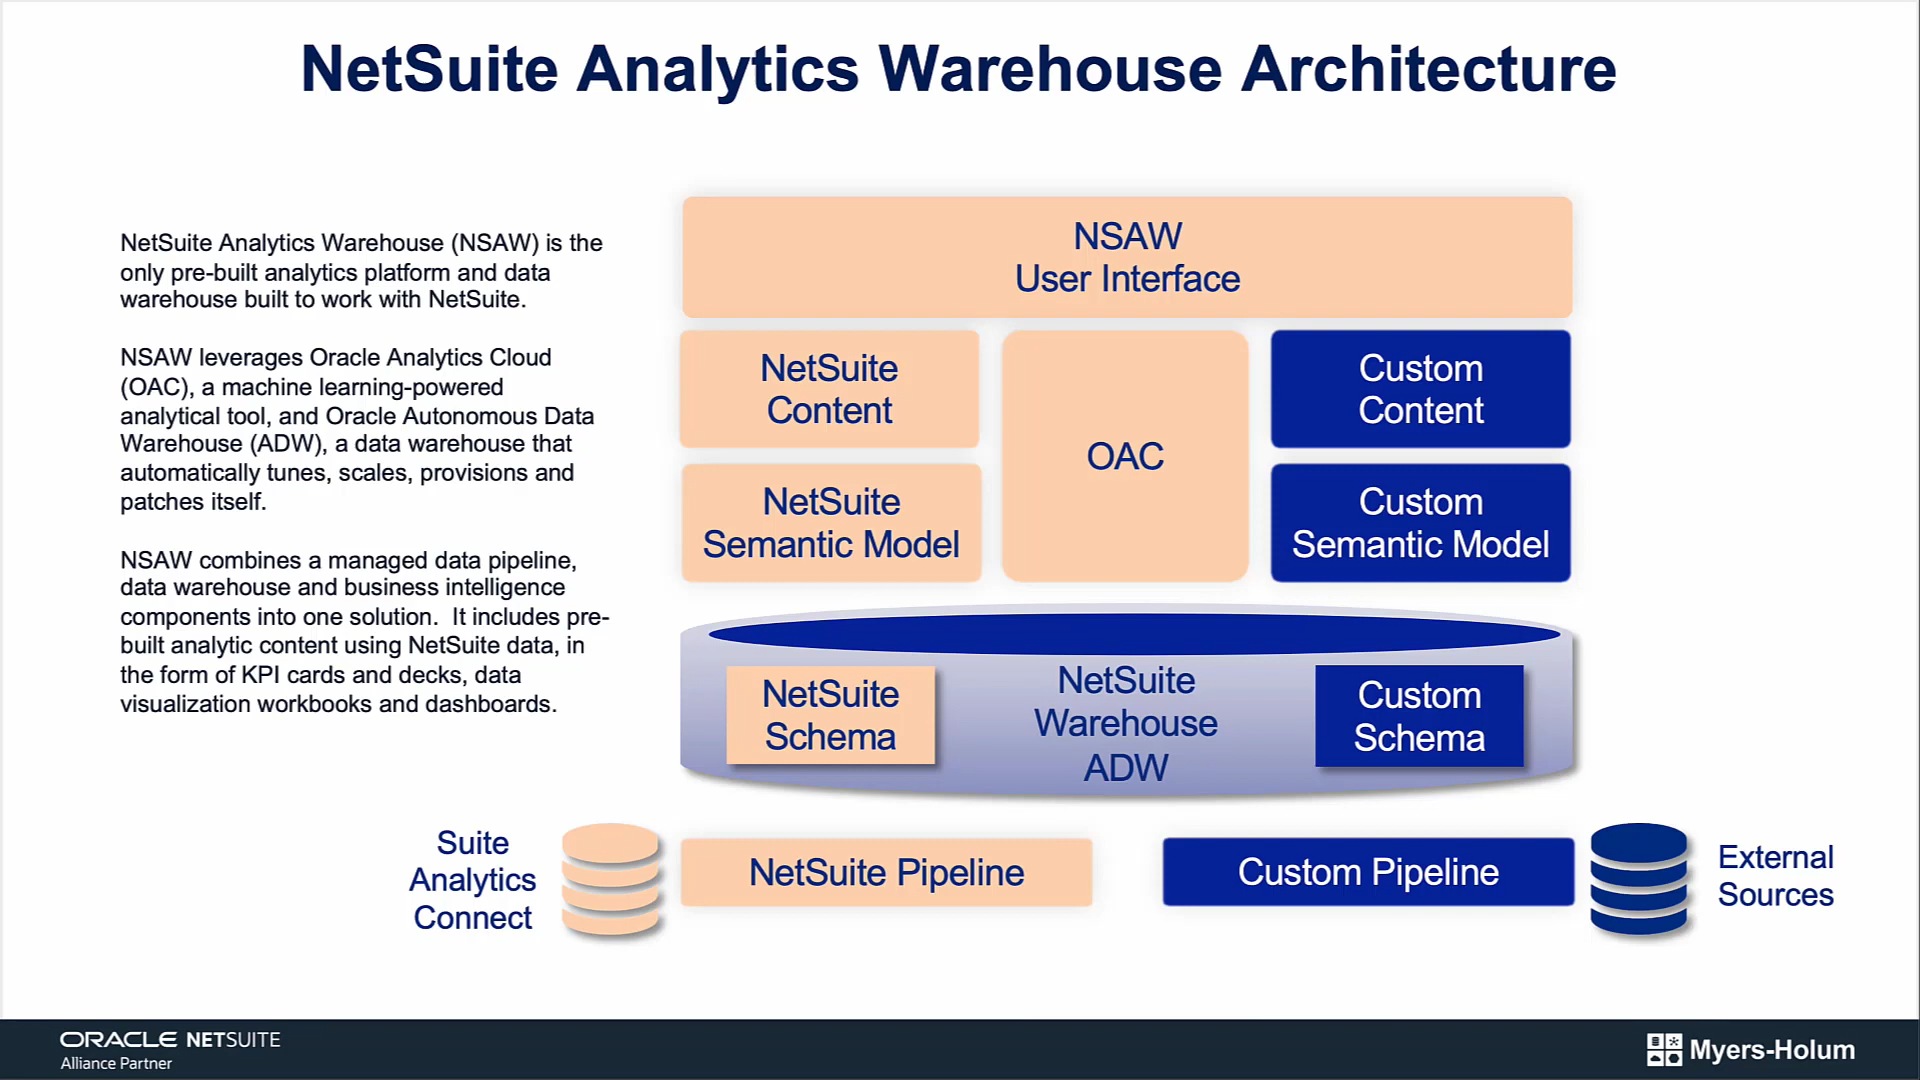 NetSuite Analytics Warehouse Architecture
NetSuite Analytics Warehouse (NSAW) is the
only pre-built analytics platform and data
warehouse built to work with NetSuite.
NSAW leverages Oracle Analytics Cloud
(OAC), a machine learning-powered
analytical tool, and Oracle Autonomous Data
Warehouse (ADW), a data warehouse that
automatically tunes, scales, provisions and
patches itself.
NSAW combines a managed data pipeline,
data warehouse and business intelligence
components into one solution.  It includes pre-
built analytic content using NetSuite data, in
the form of KPI cards and decks, data
visualization workbooks and dashboards.
NSAW
User Interface
NetSuite
Content
OAC
Custom
Content
NetSuite
Semantic Model
Custom
Semantic Model
NetSuite
Schema
NetSuite
Warehouse
ADW
Custom
Schema
Suite
Analytics
Connect
NetSuite Pipeline
Custom Pipeline
External
Sources
ORACLE NETSUITE
Alliance Partner
Myers-Holum